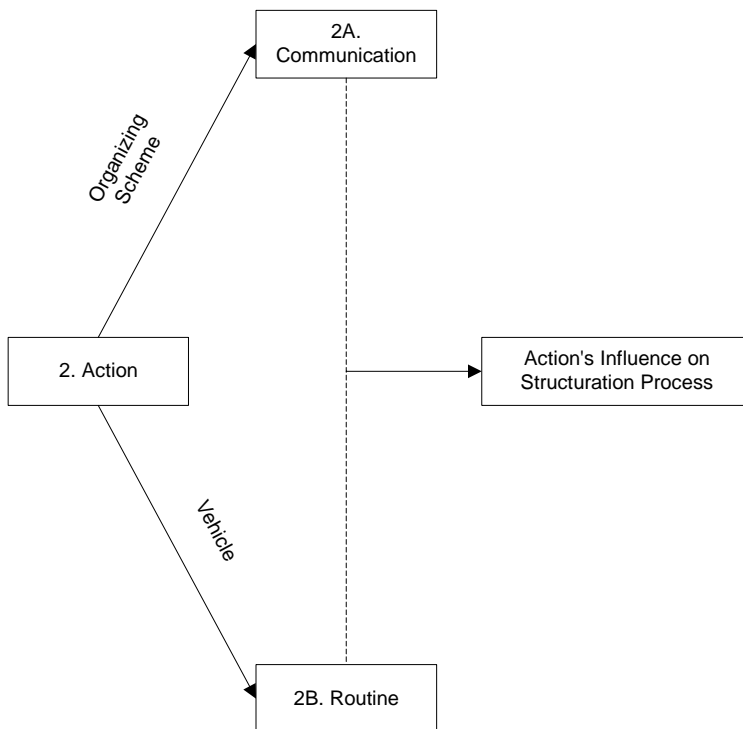 2A.
Communication
Organizing
Scheme
2. Action
Action's Influence on
Structuration Process
Vehicle
2B. Routine